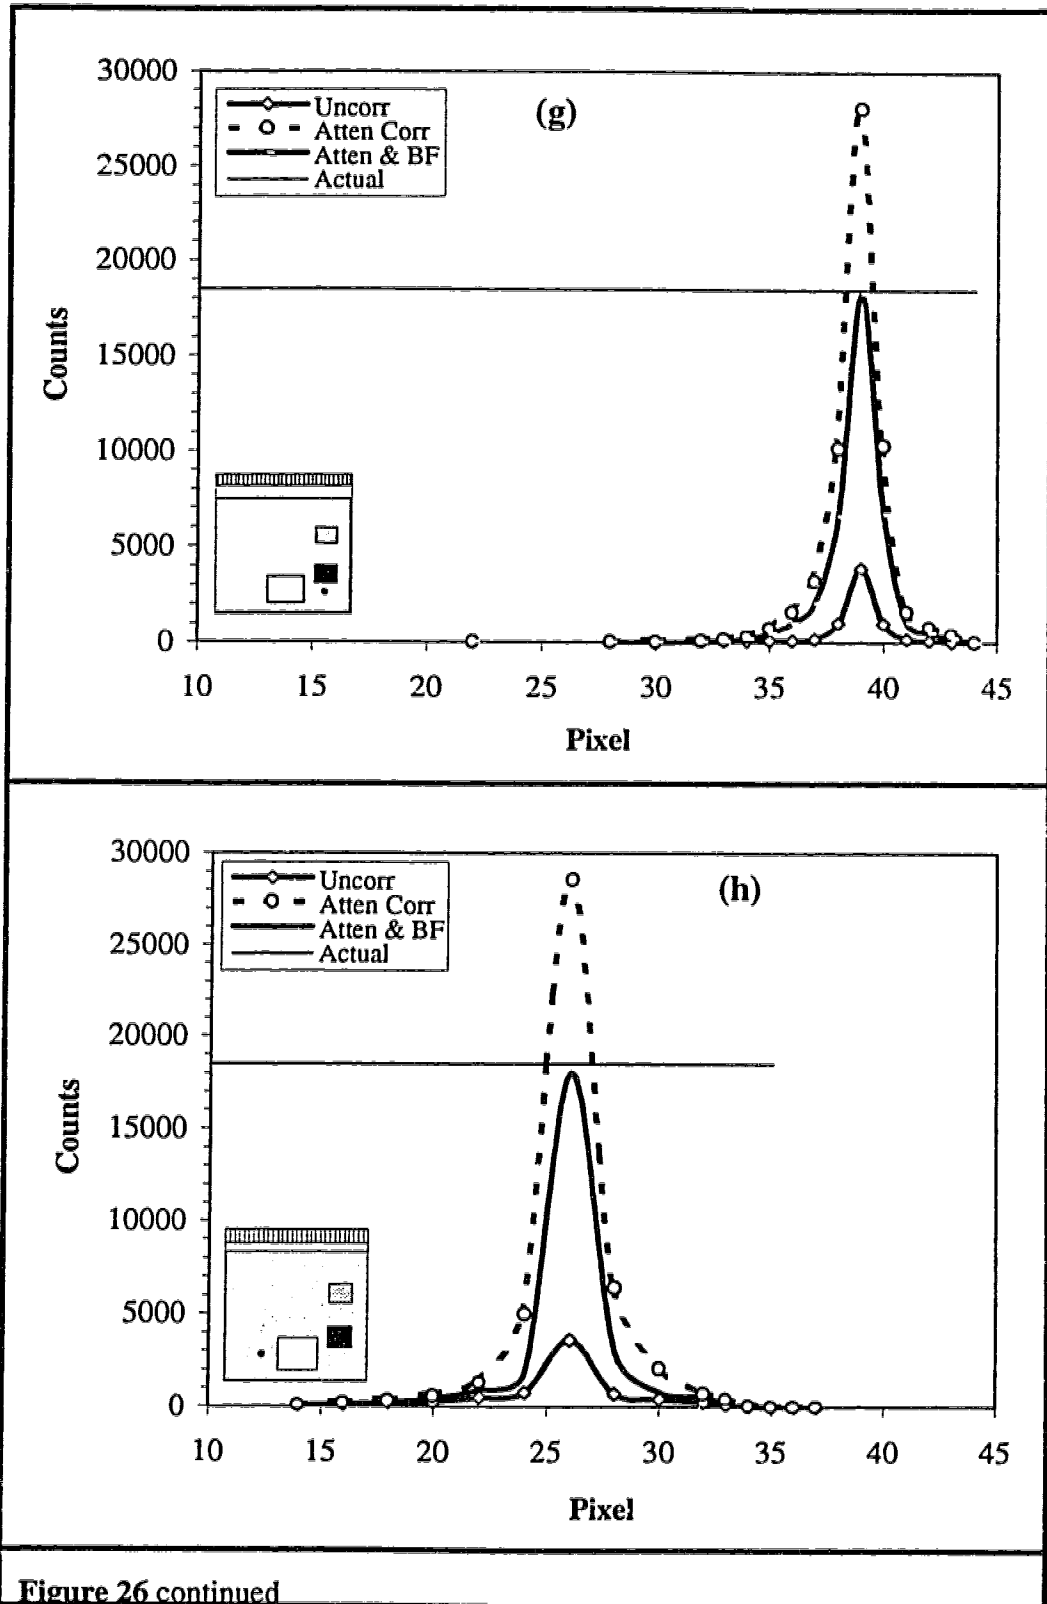 (g)
Uncorr
Atten Corr
Atten & BF
Actual
30000
25000
20000
15000
10000
5000
0
Counts
10 15 20 25 30 35 40 45
Pixel
(h)
Uncorr
Atten Corr
Atten & BF
Actual
30000
25000
20000
15000
10000
5000
0
Counts
10 15 20 25 30 35 40 45
Pixel
Figure 26 continued